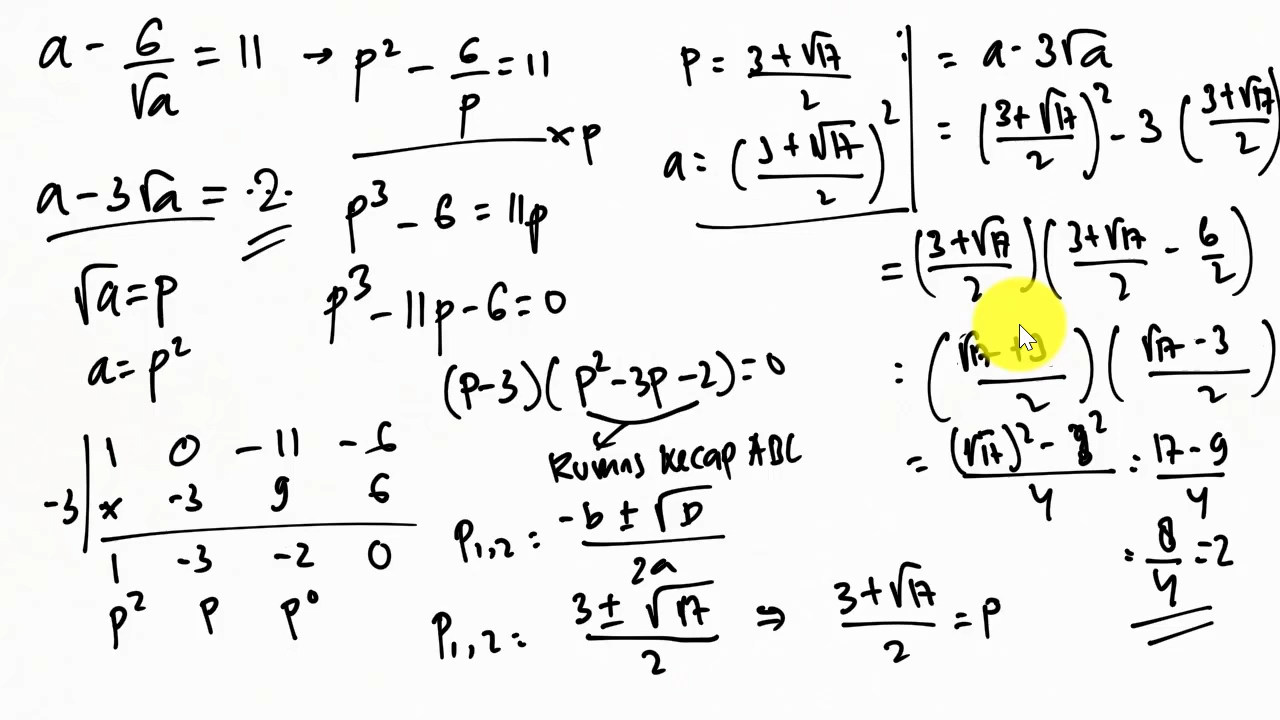 a - 6/√a = 11 → p² - 6/p = 11
× p
a - 3√a = .2.
p³ - 6 = 11p
√a = p
p³ - 11p - 6 = 0
a = p²
(p-3)(p² - 3p - 2) = 0
Rumus Kecap ABC
-3 | 1 0 -11 -6
× -3 9 6
1 -3 -2 0
p² p p⁰
P₁,₂ = (-b ± √D)/2a
P₁,₂ = (3 ± √17)/2 ⇒ (3 + √17)/2 = p
p = (3 + √17)/2
a = ((3 + √17)/2)²
: = a - 3√a
= ((3 + √17)/2)² - 3 ((3 + √17)/2)
= ((3 + √17)/2)((3 + √17)/2 - 6/2)
= ((√17 + 3)/2)((√17 - 3)/2)
= ((√17)² - 3²)/4 = (17 - 9)/4
= 8/4 = 2